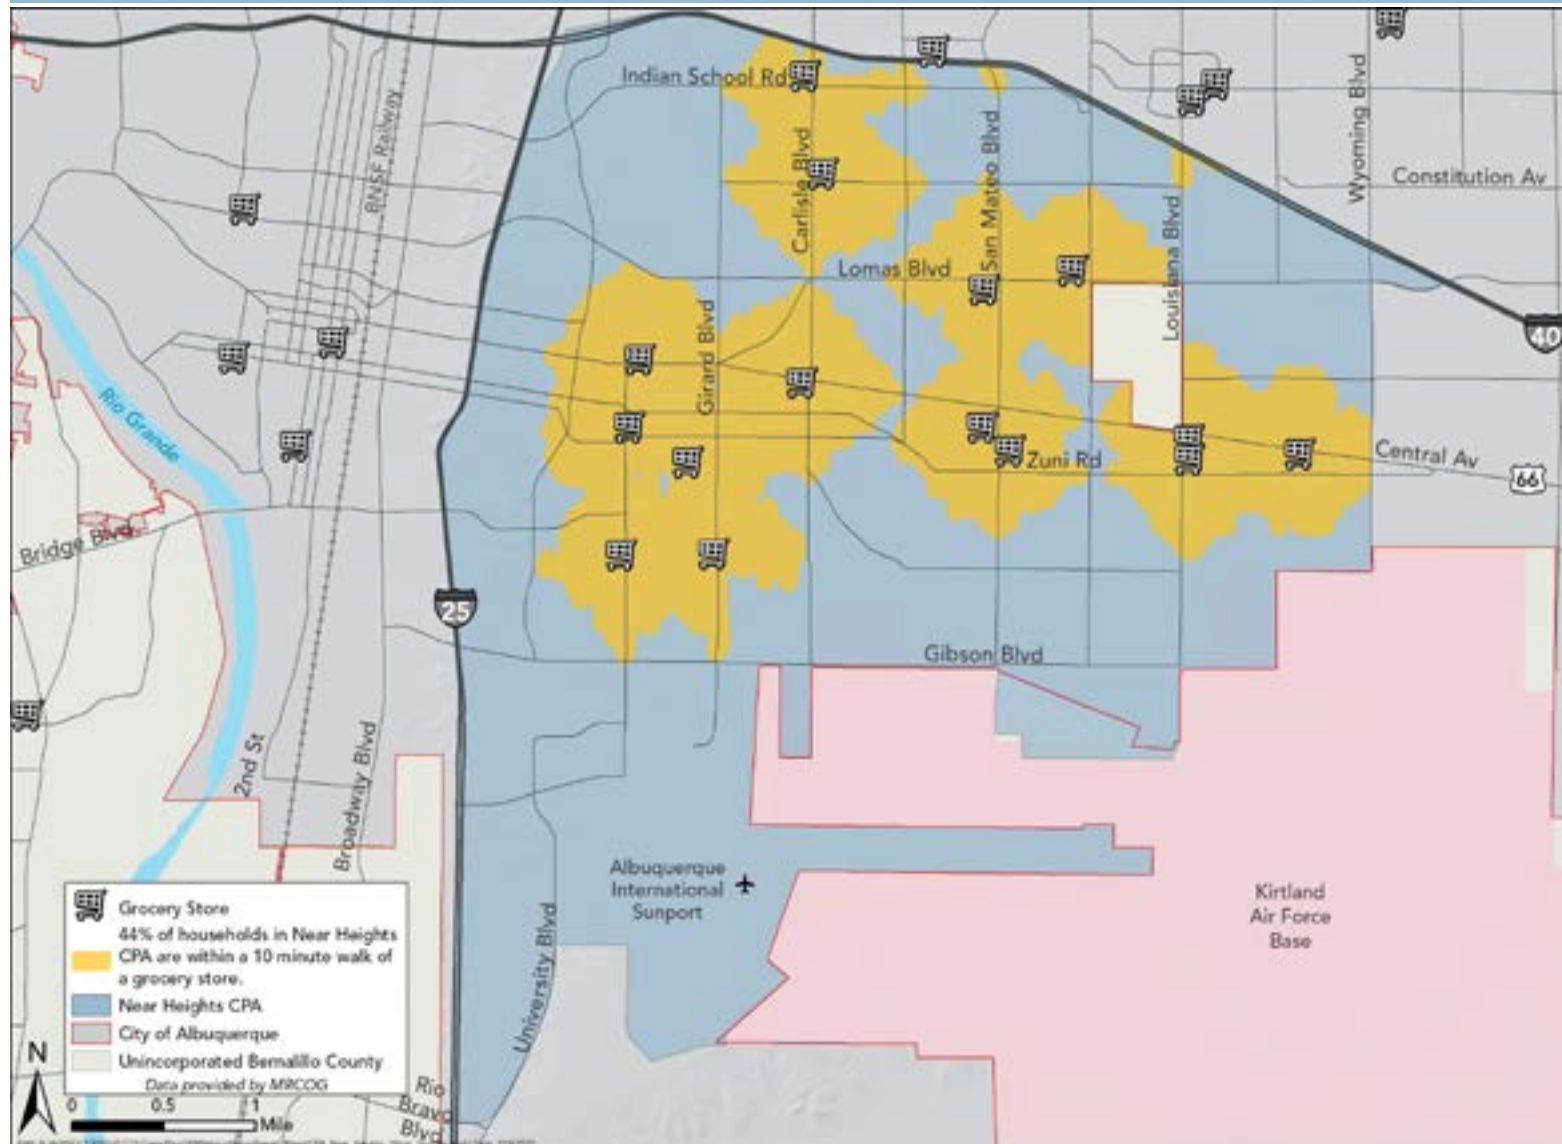 Indian School Rd
BNSF Railway
Carlisle Blvd
San Mateo Blvd
Wyoming Blvd
Constitution Av
Louisiana Blvd
Lomas Blvd
Girard Blvd
40
Rio Grande
Zuni Rd
Central Av
66
Bridge Blvd
25
Gibson Blvd
2nd St
Broadway Blvd
Albuquerque
International
Sunport
Kirtland
Air Force
Base
University Blvd
Grocery Store
44% of households in Near Heights
CPA are within a 10 minute walk of
a grocery store.
Near Heights CPA
City of Albuquerque
Unincorporated Bernalillo County
Data provided by MRCOG
N
0 0.5 1
Mile
Rio
Bravo
Blvd